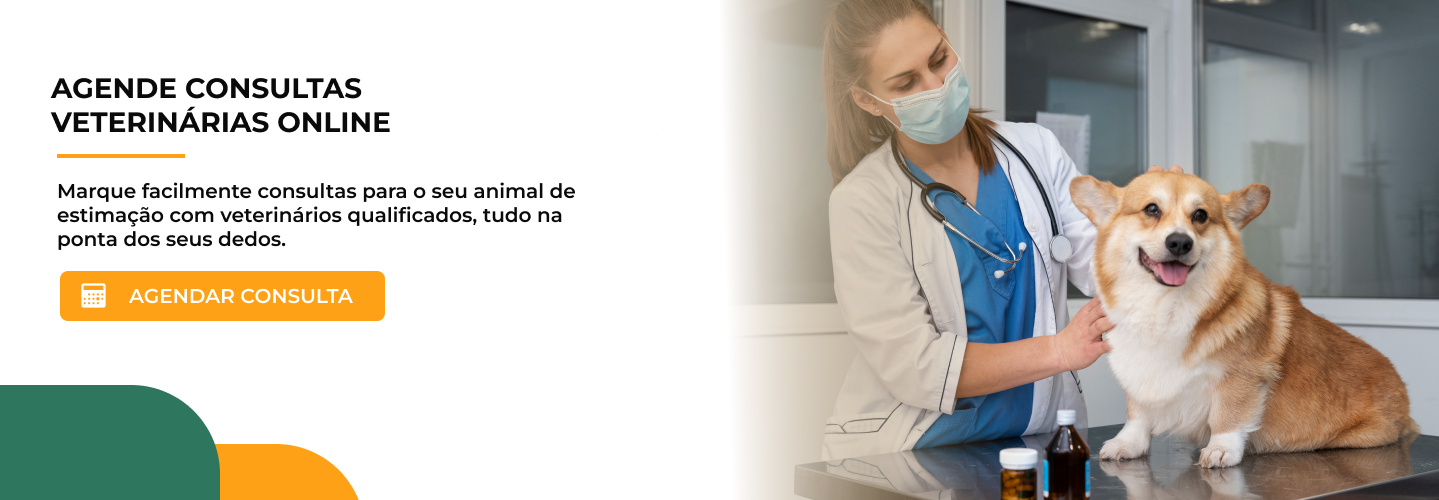 AGENDE CONSULTAS
VETERINÁRIAS ONLINE
Marque facilmente consultas para o seu animal de
estimação com veterinários qualificados, tudo na
ponta dos seus dedos.
AGENDAR CONSULTA